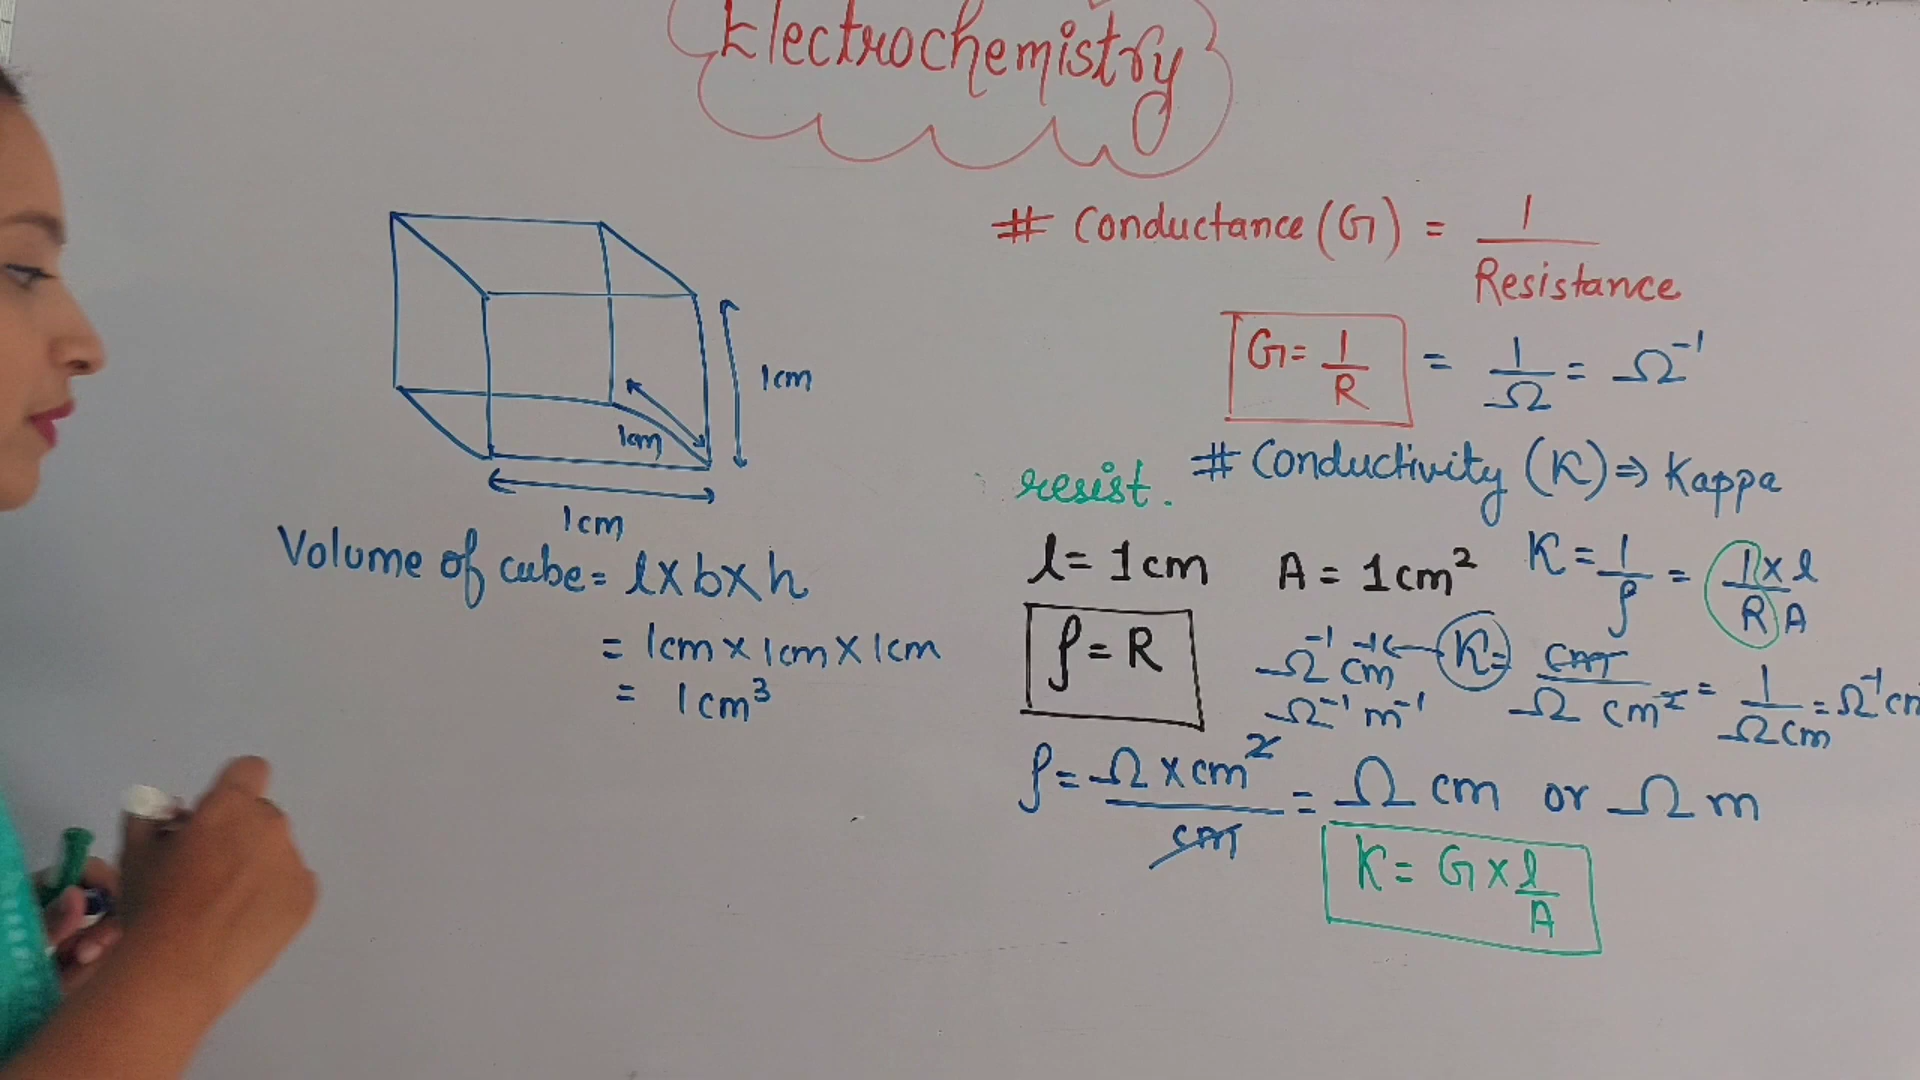 Electrochemistry
1cm
1cm
1cm
Volume of cube = l x b x h
= 1cm x 1cm x 1cm
= 1cm³
# Conductance (G) = 1 / Resistance
G = 1/R = 1/Ω = Ω⁻¹
resist.
# Conductivity (K) ⇒ Kappa
l = 1cm A = 1cm² K = 1/ρ = 1/R x l/A
ρ = R
Ω⁻¹ cm⁻¹ ← K = cm / Ω cm² = 1 / Ω cm = Ω⁻¹ cm
Ω⁻¹ m⁻¹
ρ = Ω x cm² / cm = Ω cm or Ω m
K = G x l/A